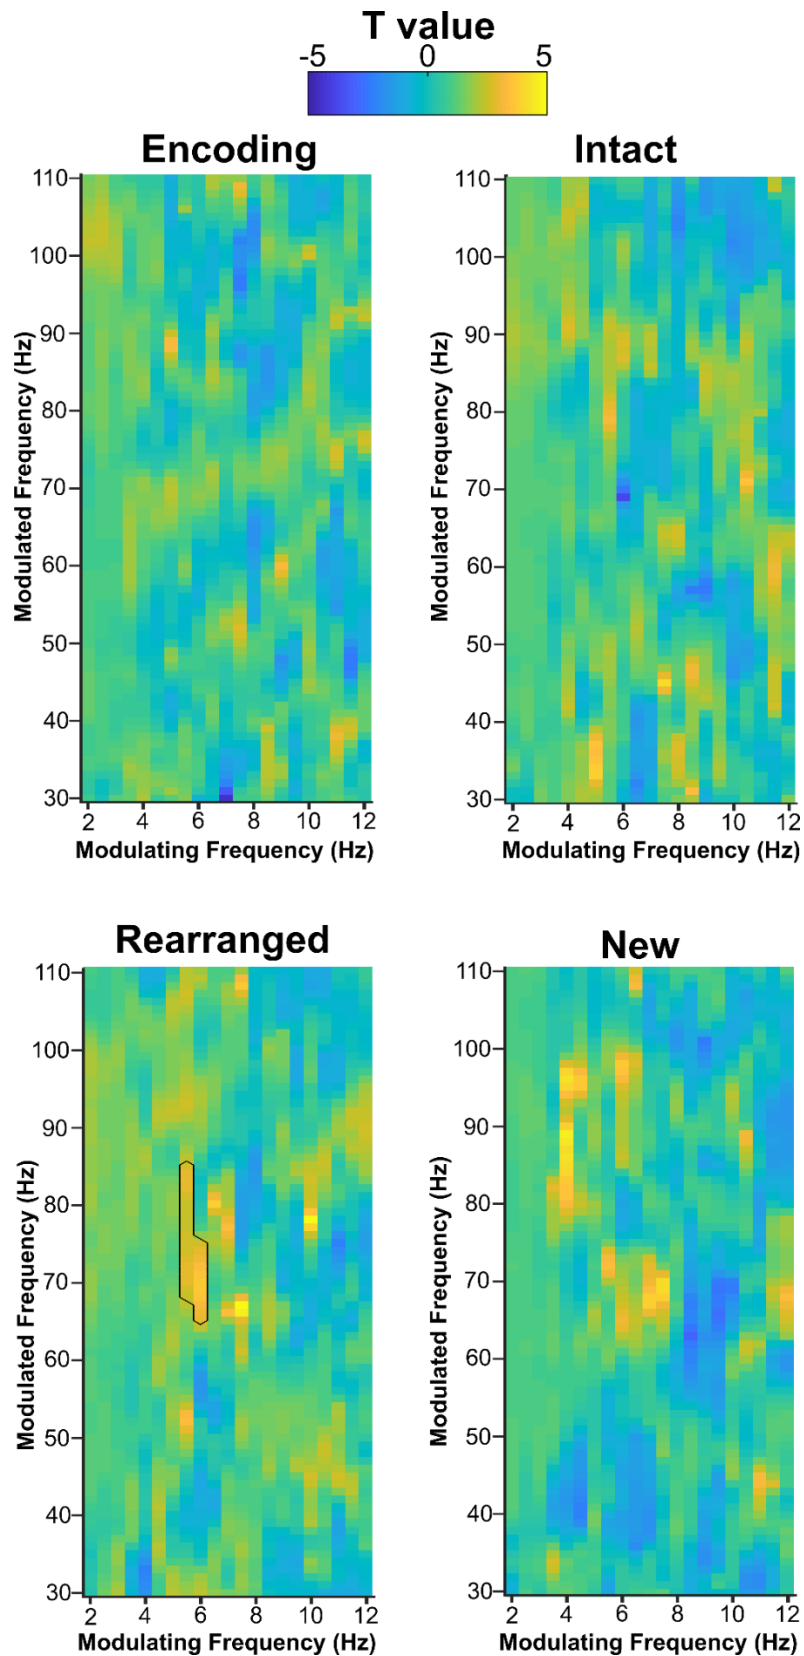 T value
-5 0 5
Encoding
Modulated Frequency (Hz)
110
100
90
80
70
60
50
40
30
2 4 6 8 10 12
Modulating Frequency (Hz)
Intact
Modulated Frequency (Hz)
110
100
90
80
70
60
50
40
30
2 4 6 8 10 12
Modulating Frequency (Hz)
Rearranged
Modulated Frequency (Hz)
110
100
90
80
70
60
50
40
30
2 4 6 8 10 12
Modulating Frequency (Hz)
New
Modulated Frequency (Hz)
110
100
90
80
70
60
50
40
30
2 4 6 8 10 12
Modulating Frequency (Hz)